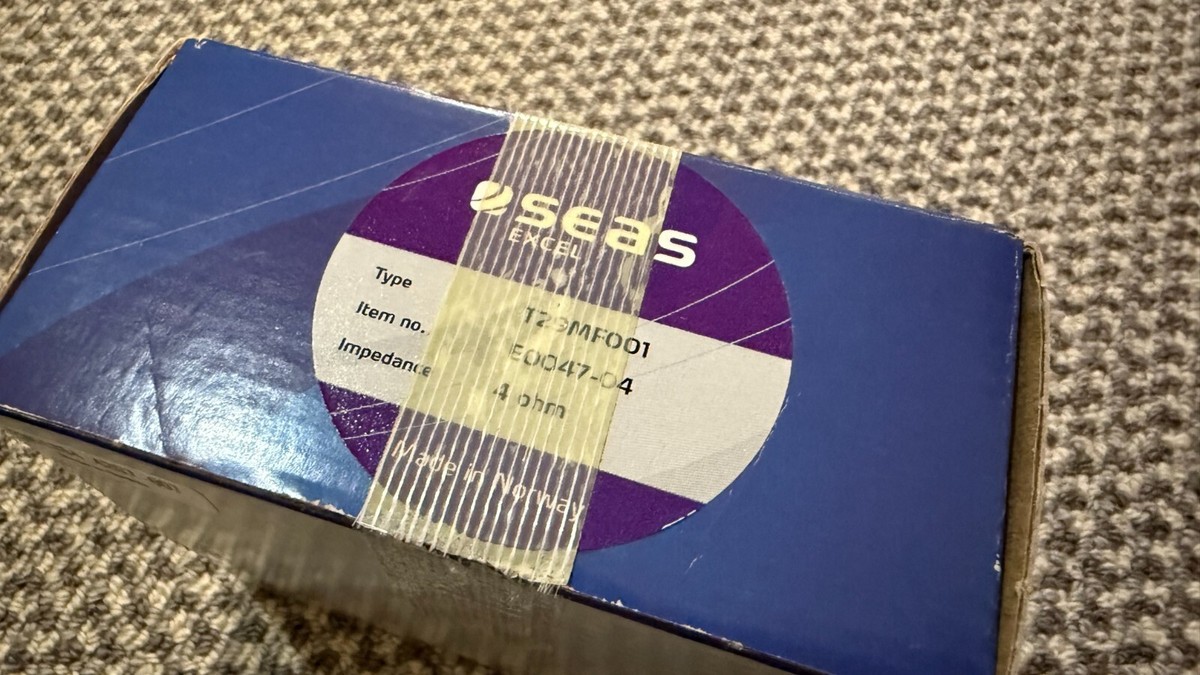 seas
EXCEL
Type T29MF001
Item no. E0047-04
Impedance 4 ohm
Made in Norway